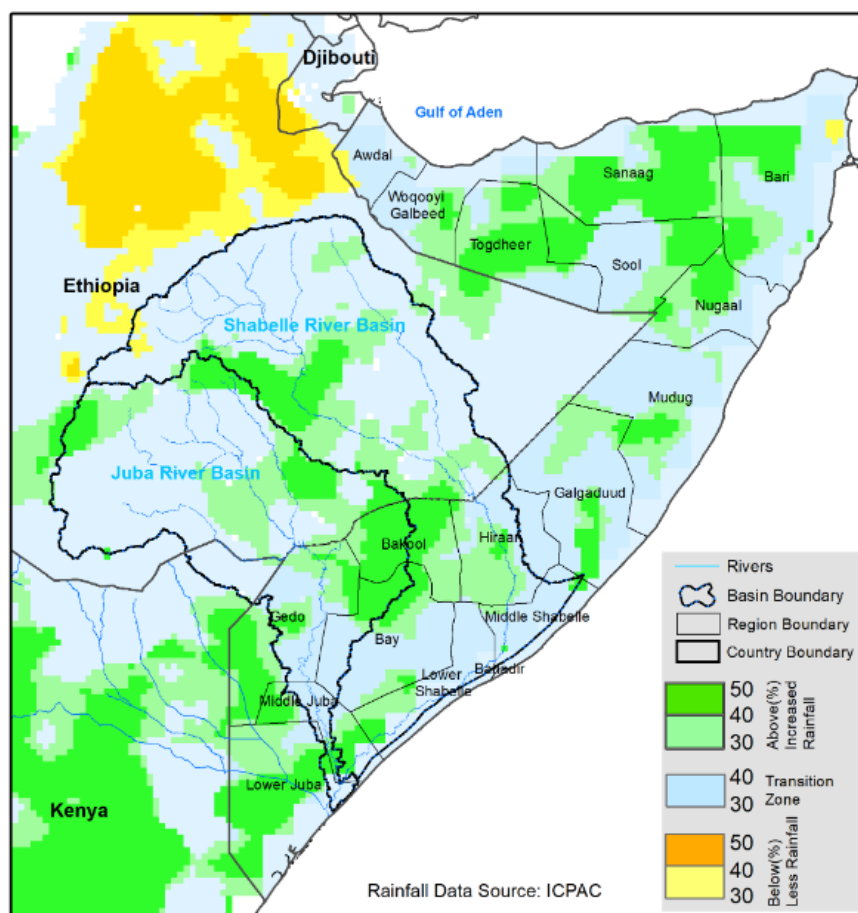 Djibouti
Gulf of Aden
Awdal
Sanaag
Bari
Woqooyi
Galbeed
Togdheer
Sool
Ethiopia
Nugaal
Shabelle River Basin
Mudug
Juba River Basin
Galgaduud
Bakool
Hiraan
Gedo
Middle Shabelle
Bay
Banadir
Lower
Shabelle
Middle Juba
Lower Juba
Kenya
Rivers
Basin Boundary
Region Boundary
Country Boundary
50
40
30
Above(%)
Increased
Rainfall
40
30
Transition
Zone
50
40
30
Below(%)
Less Rainfall
Rainfall Data Source: ICPAC